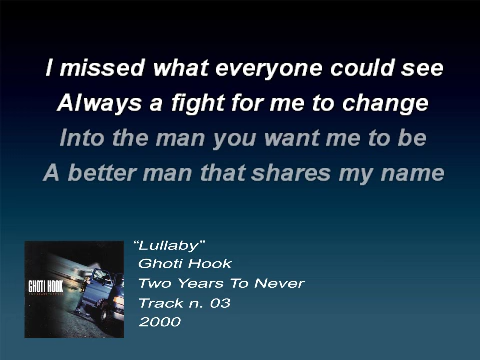 I missed what everyone could see
Always a fight for me to change
Into the man you want me to be
A better man that shares my name
"Lullaby"
Ghoti Hook
Two Years To Never
Track n. 03
2000
GHOTI HOOK